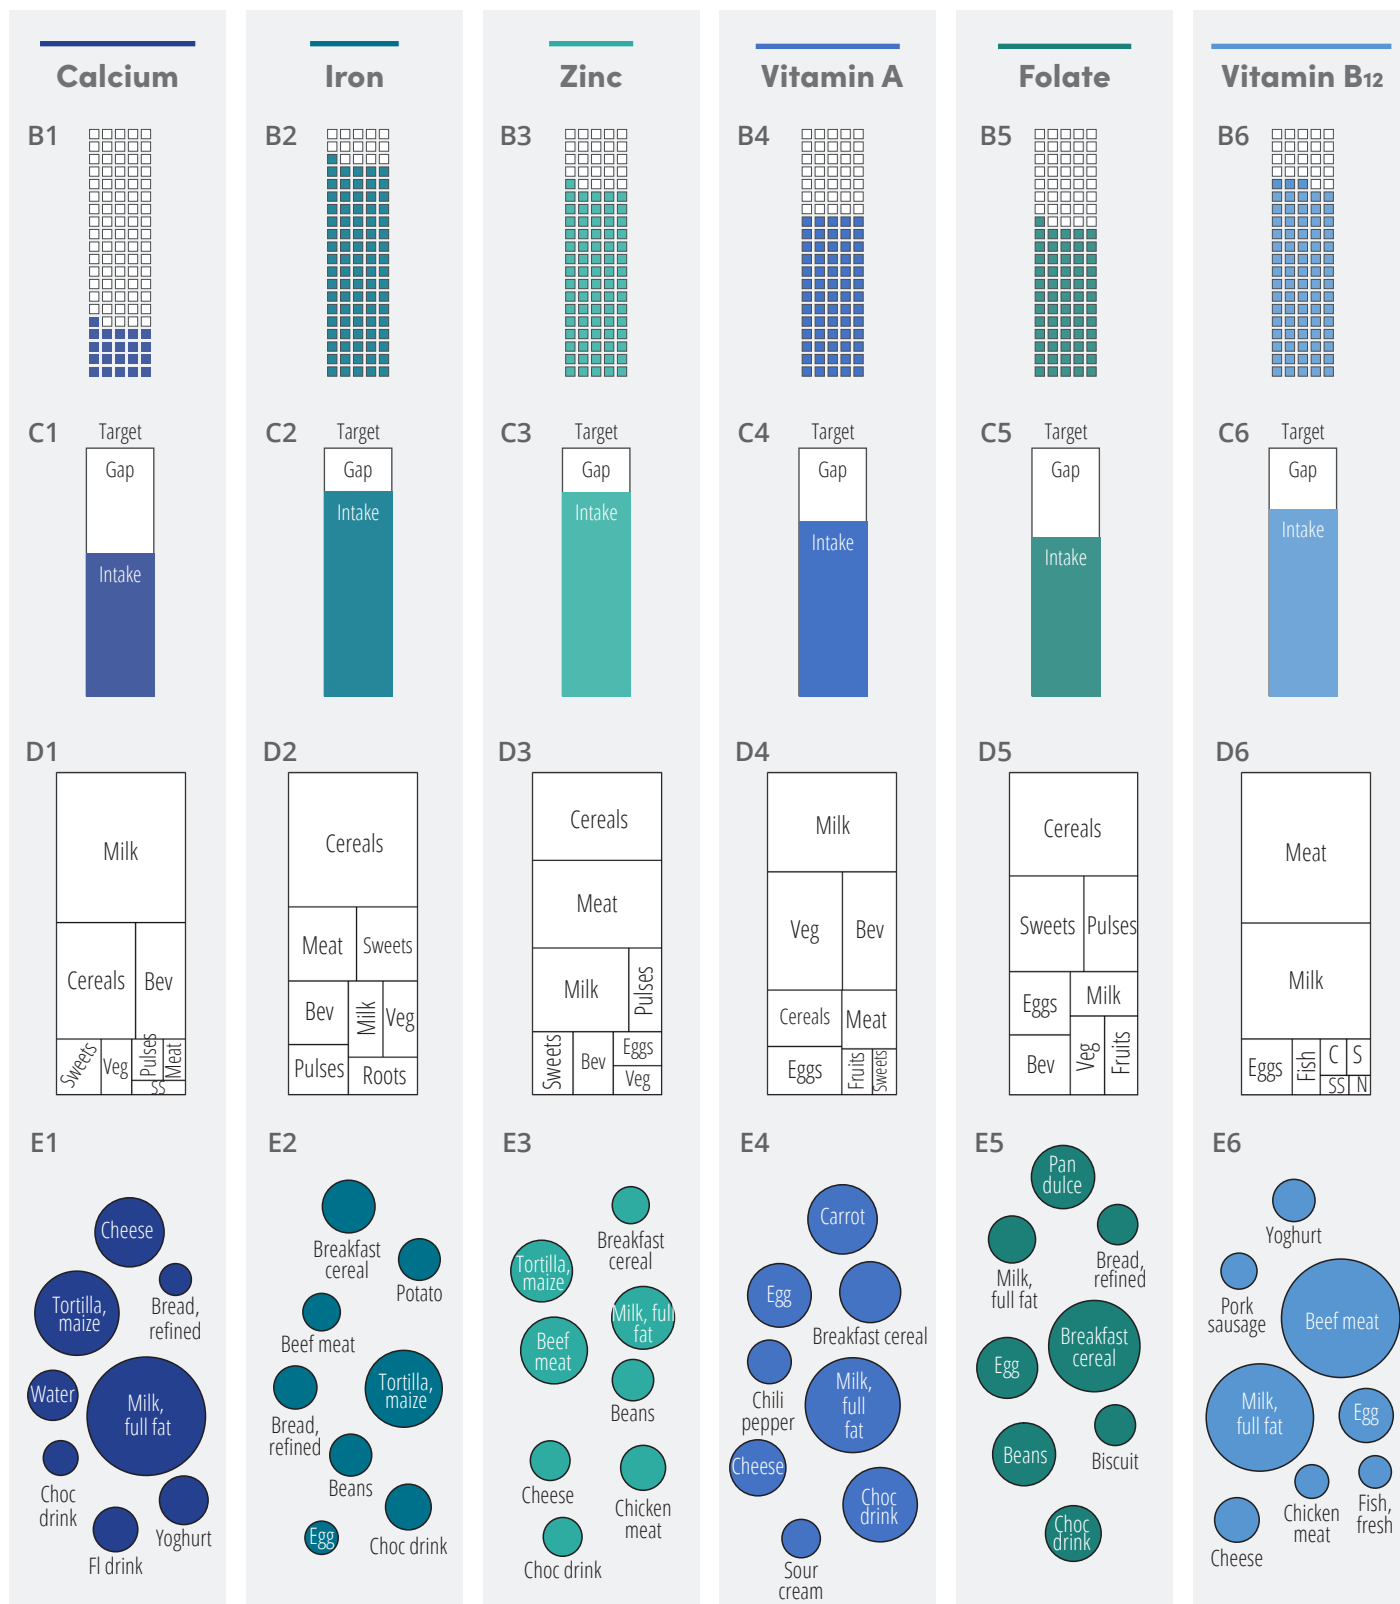 Calcium
Iron
Zinc
Vitamin A
Folate
Vitamin B12
B1
B2
B3
B4
B5
B6
C1
Target
Gap
Intake
C2
Target
Gap
Intake
C3
Target
Gap
Intake
C4
Target
Gap
Intake
C5
Target
Gap
Intake
C6
Target
Gap
Intake
D1
Milk
Cereals
Bev
Sweets
Veg
Pulses
Meat
SS
D2
Cereals
Meat
Sweets
Bev
Milk
Veg
Pulses
Roots
D3
Cereals
Meat
Milk
Pulses
Sweets
Bev
Eggs
Veg
D4
Milk
Veg
Bev
Cereals
Meat
Eggs
Fruits
Sweets
D5
Cereals
Sweets
Pulses
Eggs
Milk
Bev
Veg
Fruits
D6
Meat
Milk
Eggs
Fish
C
S
SS
N
E1
Cheese
Tortilla,
maize
Bread,
refined
Water
Milk,
full fat
Choc
drink
Yoghurt
Fl drink
E2
Breakfast
cereal
Potato
Beef meat
Tortilla,
maize
Bread,
refined
Beans
Choc drink
Egg
E3
Breakfast
cereal
Tortilla,
maize
Milk, full
fat
Beef
meat
Beans
Cheese
Chicken
meat
Choc drink
E4
Carrot
Egg
Breakfast cereal
Chili
pepper
Milk,
full
fat
Cheese
Choc
drink
Sour
cream
E5
Pan
dulce
Milk,
full fat
Bread,
refined
Breakfast
cereal
Egg
Beans
Biscuit
Choc
drink
E6
Yoghurt
Pork
sausage
Beef meat
Milk,
full fat
Egg
Chicken
meat
Fish,
fresh
Cheese